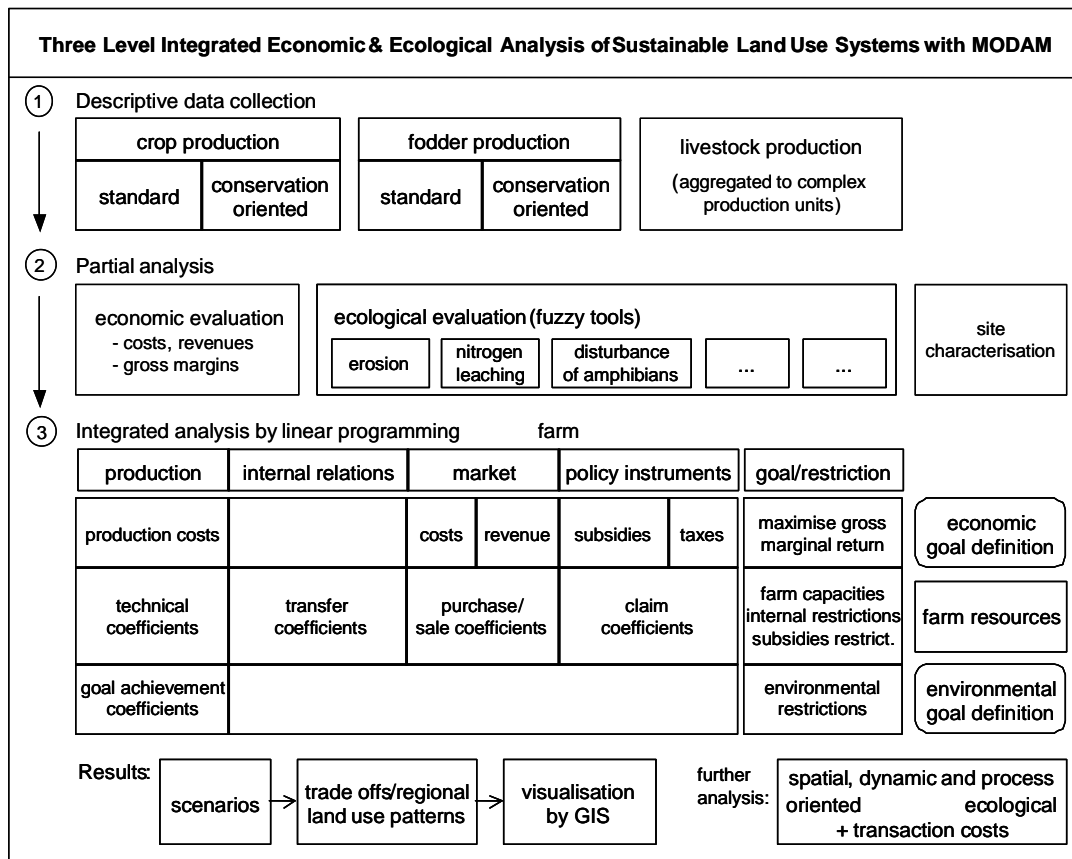 Three Level Integrated Economic & Ecological Analysis of Sustainable Land Use Systems with MODAM
1 Descriptive data collection
crop production
standard
conservation
oriented
fodder production
standard
conservation
oriented
livestock production
(aggregated to complex
production units)
2 Partial analysis
economic evaluation
- costs, revenues
- gross margins
ecological evaluation (fuzzy tools)
erosion
nitrogen
leaching
disturbance
of amphibians
...
...
site
characterisation
3 Integrated analysis by linear programming farm
production
internal relations
market
policy instruments
goal/restriction
production costs
costs
revenue
subsidies
taxes
maximise gross
marginal return
economic
goal definition
technical
coefficients
transfer
coefficients
purchase/
sale coefficients
claim
coefficients
farm capacities
internal restrictions
subsidies restrict.
farm resources
goal achievement
coefficients
environmental
restrictions
environmental
goal definition
Results:
scenarios
trade offs/regional
land use patterns
visualisation
by GIS
further
analysis:
spatial, dynamic and process
oriented ecological
+ transaction costs